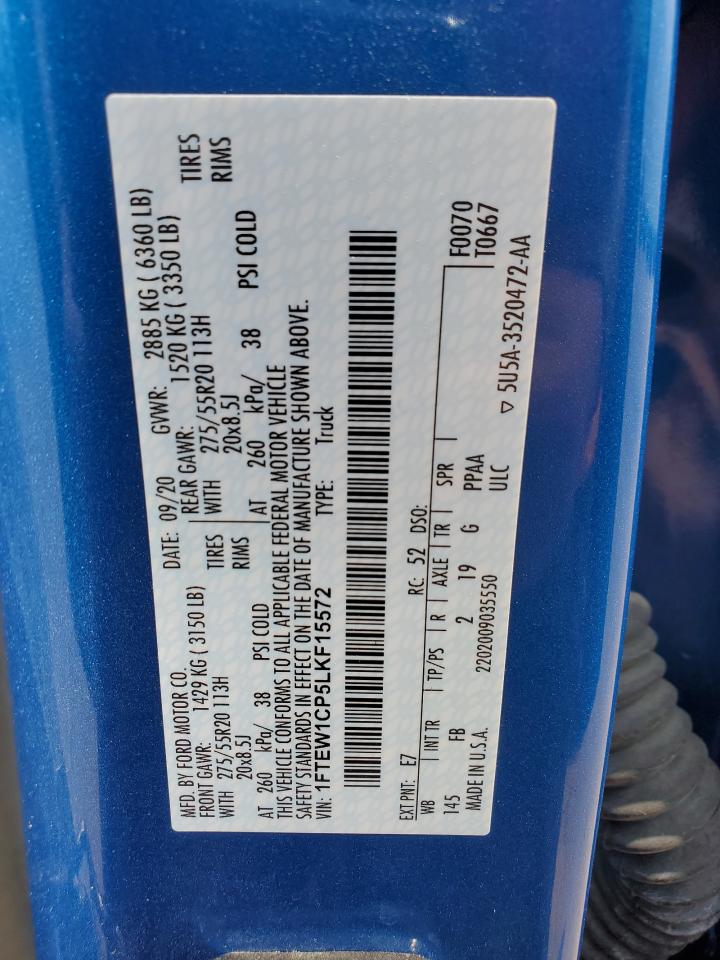 MFD. BY FORD MOTOR CO.
DATE: 09/20 GVWR: 2885 KG ( 6360 LB)
FRONT GAWR: 1429 KG ( 3150 LB)
REAR GAWR: 1520 KG ( 3350 LB)
WITH 275/55R20 113H TIRES
WITH 275/55R20 113H TIRES
20x8.5J RIMS
20x8.5J RIMS
AT 260 kPa/ 38 PSI COLD
AT 260 kPa/ 38 PSI COLD
THIS VEHICLE CONFORMS TO ALL APPLICABLE FEDERAL MOTOR VEHICLE
SAFETY STANDARDS IN EFFECT ON THE DATE OF MANUFACTURE SHOWN ABOVE.
VIN: 1FTEW1CP5LKF15572 TYPE: Truck
EXT PNT: E7 RC: 52 DSO:
WB INT TR TP/PS R AXLE TR SPR
F0070
T0667
145 FB 2 19 G PPAA
MADE IN U.S.A. 2202009035550 ULC
▽ 5U5A-3520472-AA